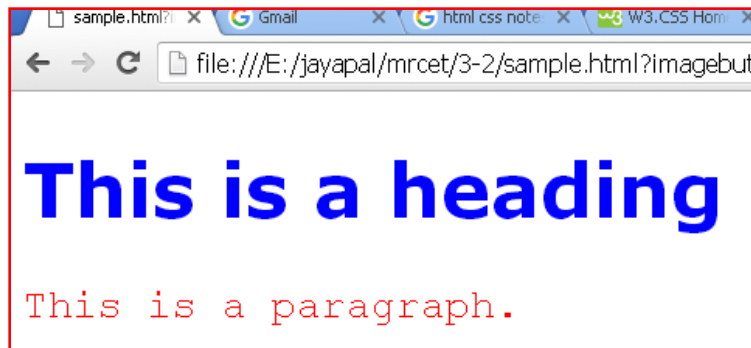 sample.html?i Gmail html css note W3.CSS Hom
file:///E:/jayapal/mrcet/3-2/sample.html?imagebut
This is a heading
This is a paragraph.